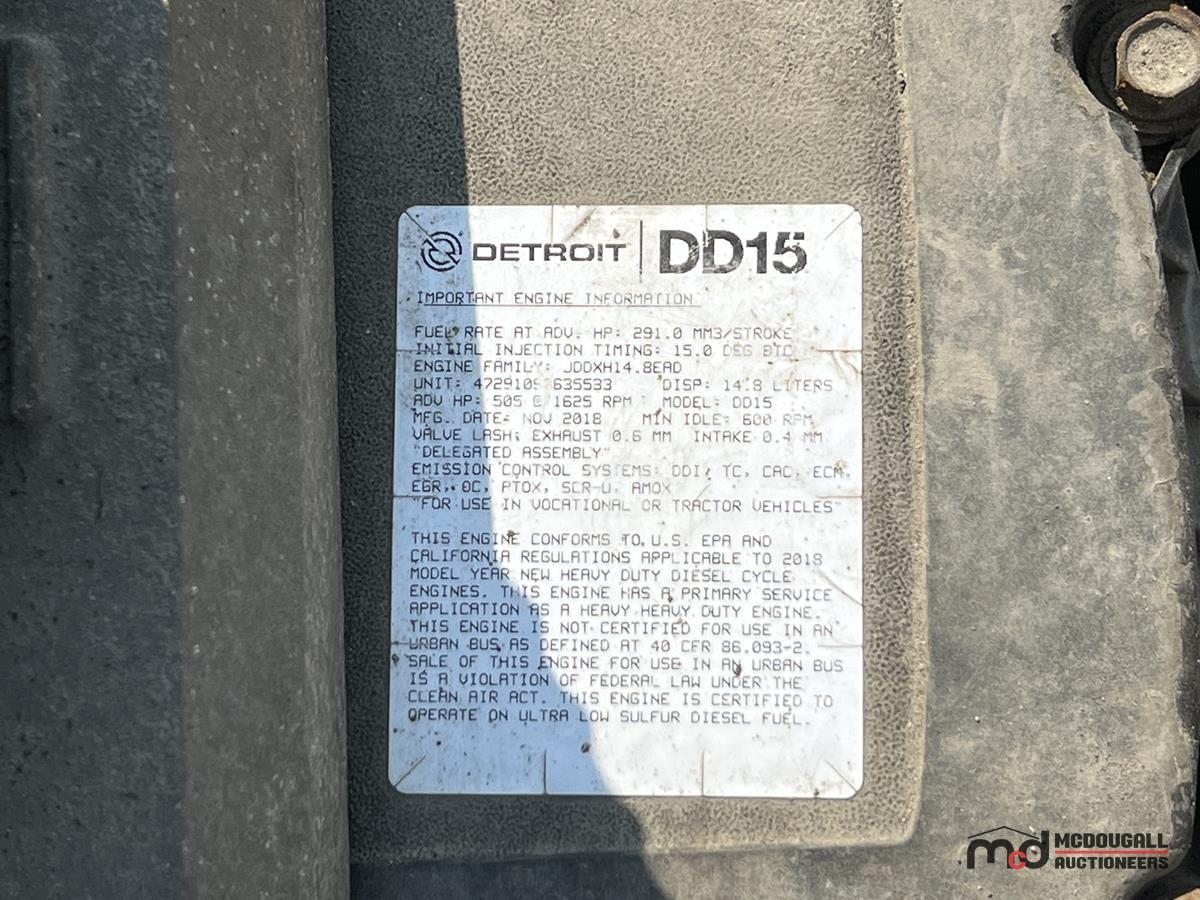 DETROIT | DD15
IMPORTANT ENGINE INFORMATION
FUEL RATE AT ADV. HP: 291.0 MM3/STROKE
INITIAL INJECTION TIMING: 15.0 DEG BTC
ENGINE FAMILY: JDDXH14.8EAD
UNIT: DISP: 14.8 LITERS
ADV HP: 505 @ 1625 RPM MODEL: DD15
MFG. DATE: NOV 2018 MIN IDLE: 600 RPM
VALVE LASH: EXHAUST 0.6 MM INTAKE 0.4 MM
"DELEGATED ASSEMBLY"
EMISSION CONTROL SYSTEMS: DDI, TC, CAC, ECM,
EGR, OC, PTOX, SCR-U, AMOX
"FOR USE IN VOCATIONAL OR TRACTOR VEHICLES"
THIS ENGINE CONFORMS TO U.S. EPA AND
CALIFORNIA REGULATIONS APPLICABLE TO 2018
MODEL YEAR NEW HEAVY DUTY DIESEL CYCLE
ENGINES. THIS ENGINE HAS A PRIMARY SERVICE
APPLICATION AS A HEAVY HEAVY DUTY ENGINE.
THIS ENGINE IS NOT CERTIFIED FOR USE IN AN
URBAN BUS AS DEFINED AT 40 CFR 86.093-2.
SALE OF THIS ENGINE FOR USE IN AN URBAN BUS
IS A VIOLATION OF FEDERAL LAW UNDER THE
CLEAN AIR ACT. THIS ENGINE IS CERTIFIED TO
OPERATE ON ULTRA LOW SULFUR DIESEL FUEL.
mcd MCDOUGALL
AUCTIONEERS